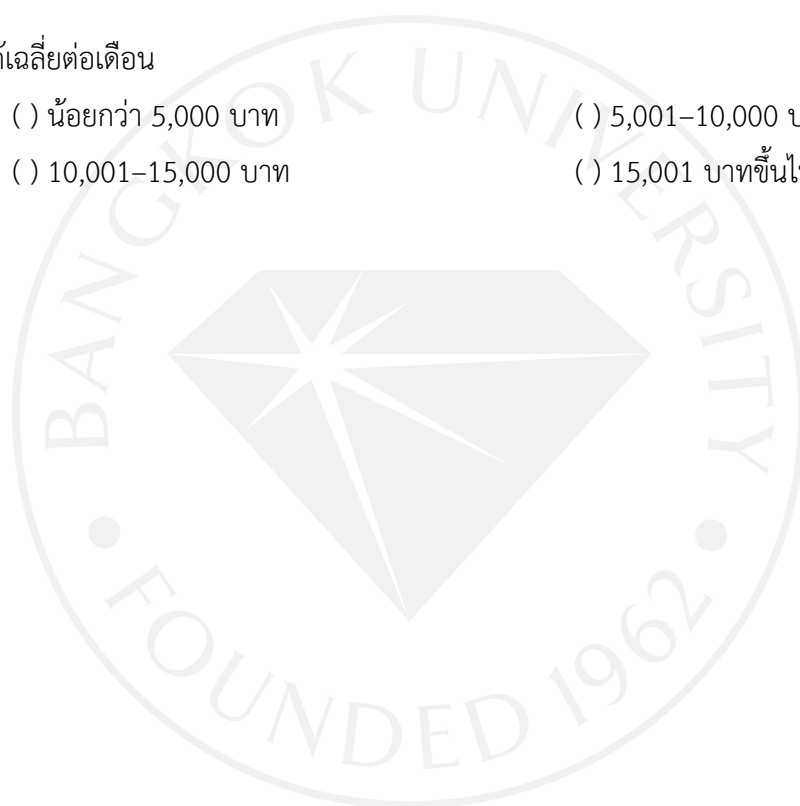 เฉลี่ยต่อเดือน
( ) น้อยกว่า 5,000 บาท ( ) 5,001–10,000
( ) 10,001–15,000 บาท ( ) 15,001 บาทขึ้น
BANGKOK UNIVERSITY
FOUNDED 1962